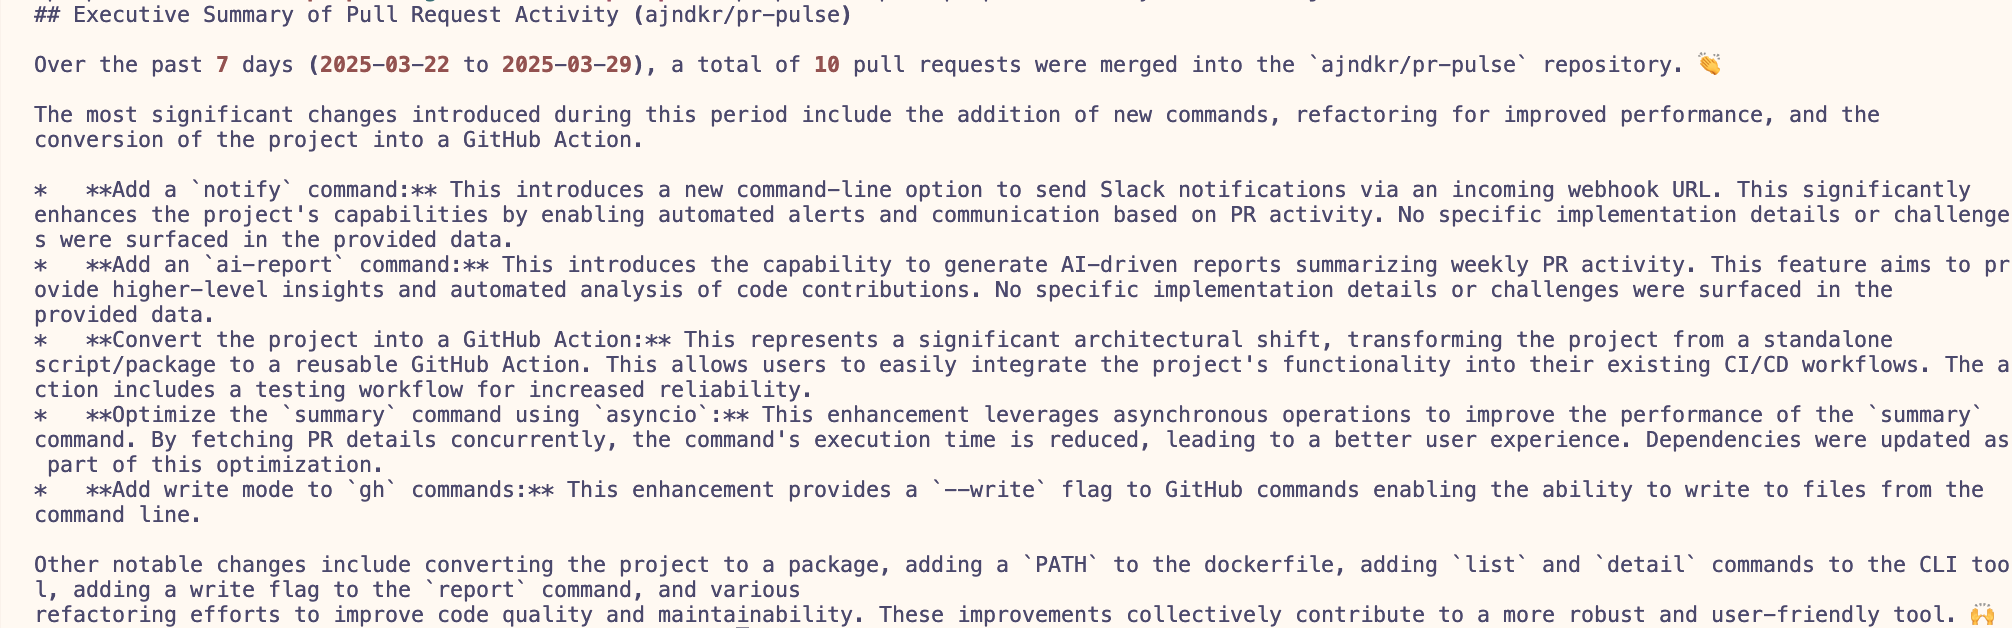 ## Executive Summary of Pull Request Activity (ajndkr/pr-pulse)
Over the past 7 days (2025-03-22 to 2025-03-29), a total of 10 pull requests were merged into the `ajndkr/pr-pulse` repository. 👏
The most significant changes introduced during this period include the addition of new commands, refactoring for improved performance, and the
conversion of the project into a GitHub Action.
*   **Add a `notify` command:** This introduces a new command-line option to send Slack notifications via an incoming webhook URL. This significantly
enhances the project's capabilities by enabling automated alerts and communication based on PR activity. No specific implementation details or challenge
s were surfaced in the provided data.
*   **Add an `ai-report` command:** This introduces the capability to generate AI-driven reports summarizing weekly PR activity. This feature aims to pr
ovide higher-level insights and automated analysis of code contributions. No specific implementation details or challenges were surfaced in the
provided data.
*   **Convert the project into a GitHub Action:** This represents a significant architectural shift, transforming the project from a standalone
script/package to a reusable GitHub Action. This allows users to easily integrate the project's functionality into their existing CI/CD workflows. The a
ction includes a testing workflow for increased reliability.
*   **Optimize the `summary` command using `asyncio`:** This enhancement leverages asynchronous operations to improve the performance of the `summary`
command. By fetching PR details concurrently, the command's execution time is reduced, leading to a better user experience. Dependencies were updated as
 part of this optimization.
*   **Add write mode to `gh` commands:** This enhancement provides a `--write` flag to GitHub commands enabling the ability to write to files from the
command line.
Other notable changes include converting the project to a package, adding a `PATH` to the dockerfile, adding `list` and `detail` commands to the CLI too
l, adding a write flag to the `report` command, and various
refactoring efforts to improve code quality and maintainability. These improvements collectively contribute to a more robust and user-friendly tool. 🙌